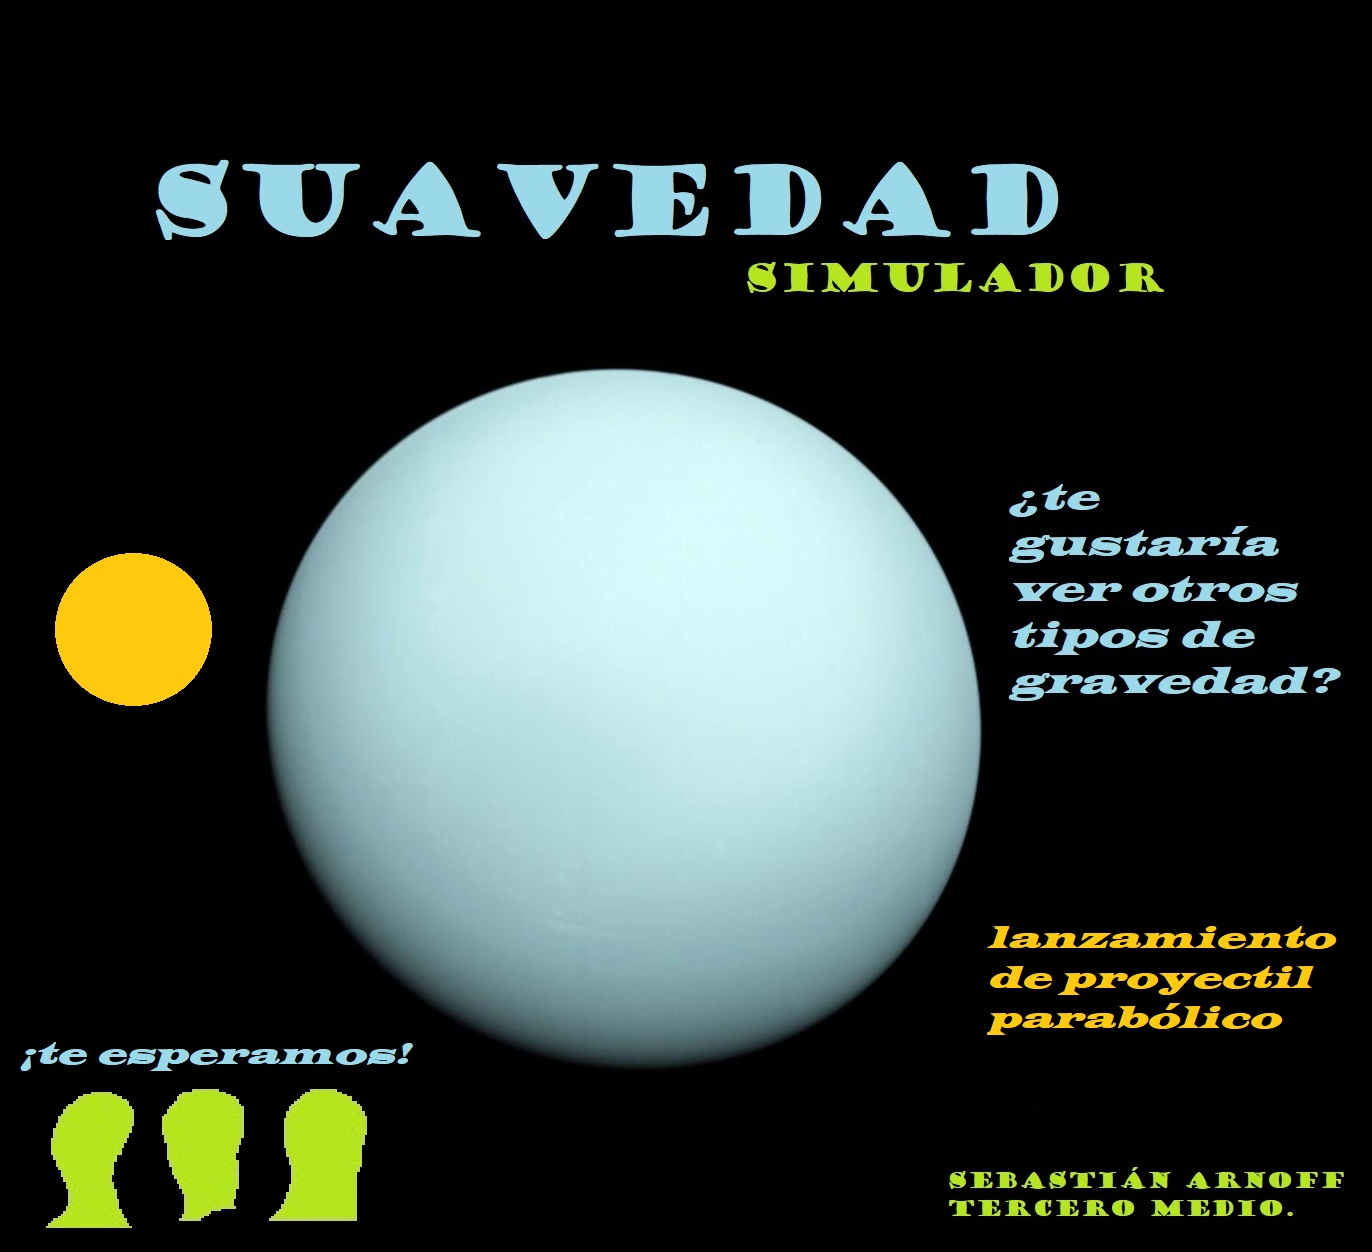 SUAVEDAD
SIMULADOR
¿te
gustaría
ver otros
tipos de
gravedad?
lanzamiento
de proyectil
parabólico
¡te esperamos!
SEBASTIÁN ARNOFF
TERCERO MEDIO.